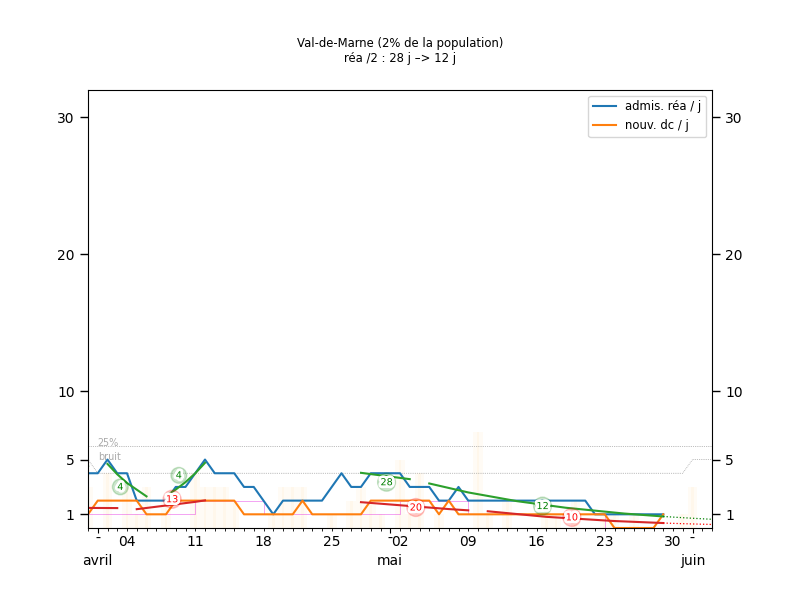 Val-de-Marne (2% de la population)
réa /2 : 28 j –> 12 j
admis. réa / j
nouv. dc / j
30 30
20 20
10 10
5 5
1 1
25%
bruit
4 13 4 28 20 12 10
- 04 11 18 25 -02 09 16 23 30 -
avril mai juin